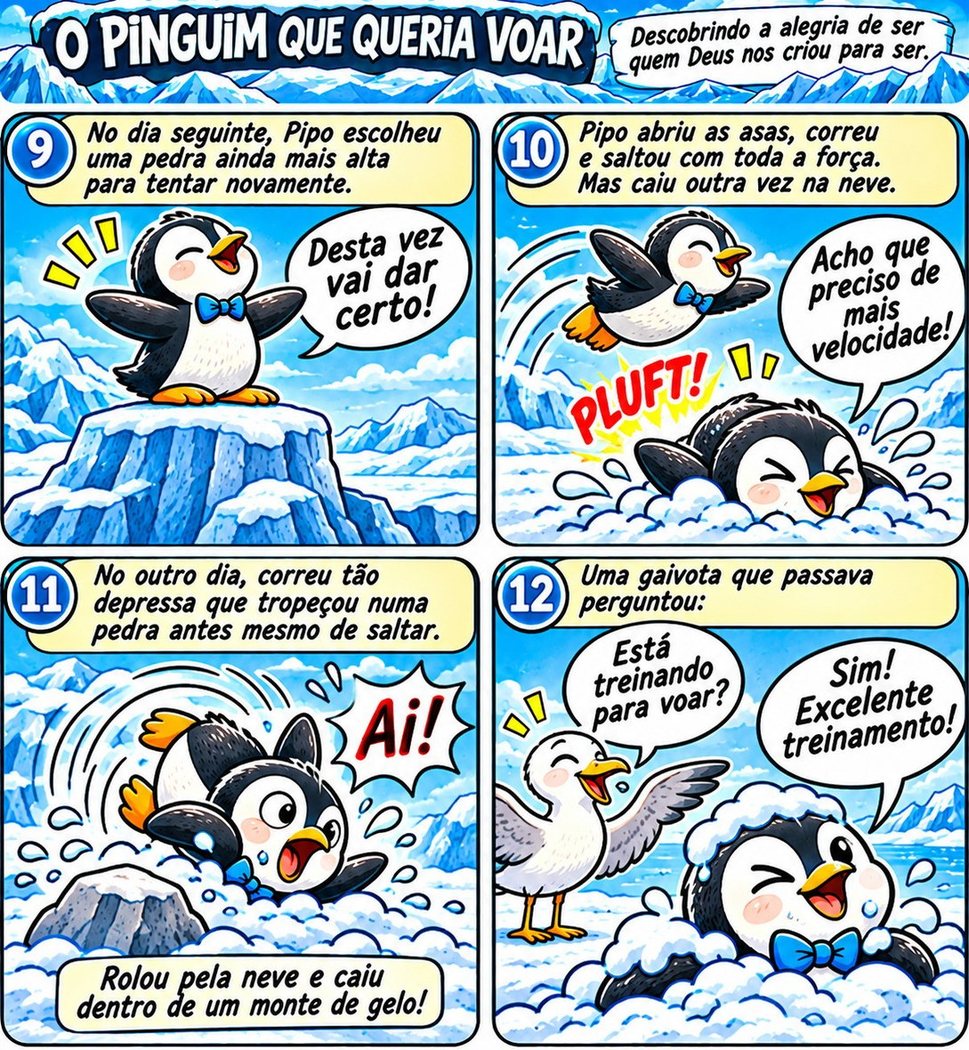 O PINGUIM QUE QUERIA VOAR
Descobrindo a alegria de ser
quem Deus nos criou para ser.
9
No dia seguinte, Pipo escolheu
uma pedra ainda mais alta
para tentar novamente.
Desta vez
vai dar
certo!
10
Pipo abriu as asas, correu
e saltou com toda a força.
Mas caiu outra vez na neve.
Acho que
preciso de
mais
velocidade!
PLUFT!
11
No outro dia, correu tão
depressa que tropeçou numa
pedra antes mesmo de saltar.
Ai!
Rolou pela neve e caiu
dentro de um monte de gelo!
12
Uma gaivota que passava
perguntou:
Está
treinando
para voar?
Sim!
Excelente
treinamento!